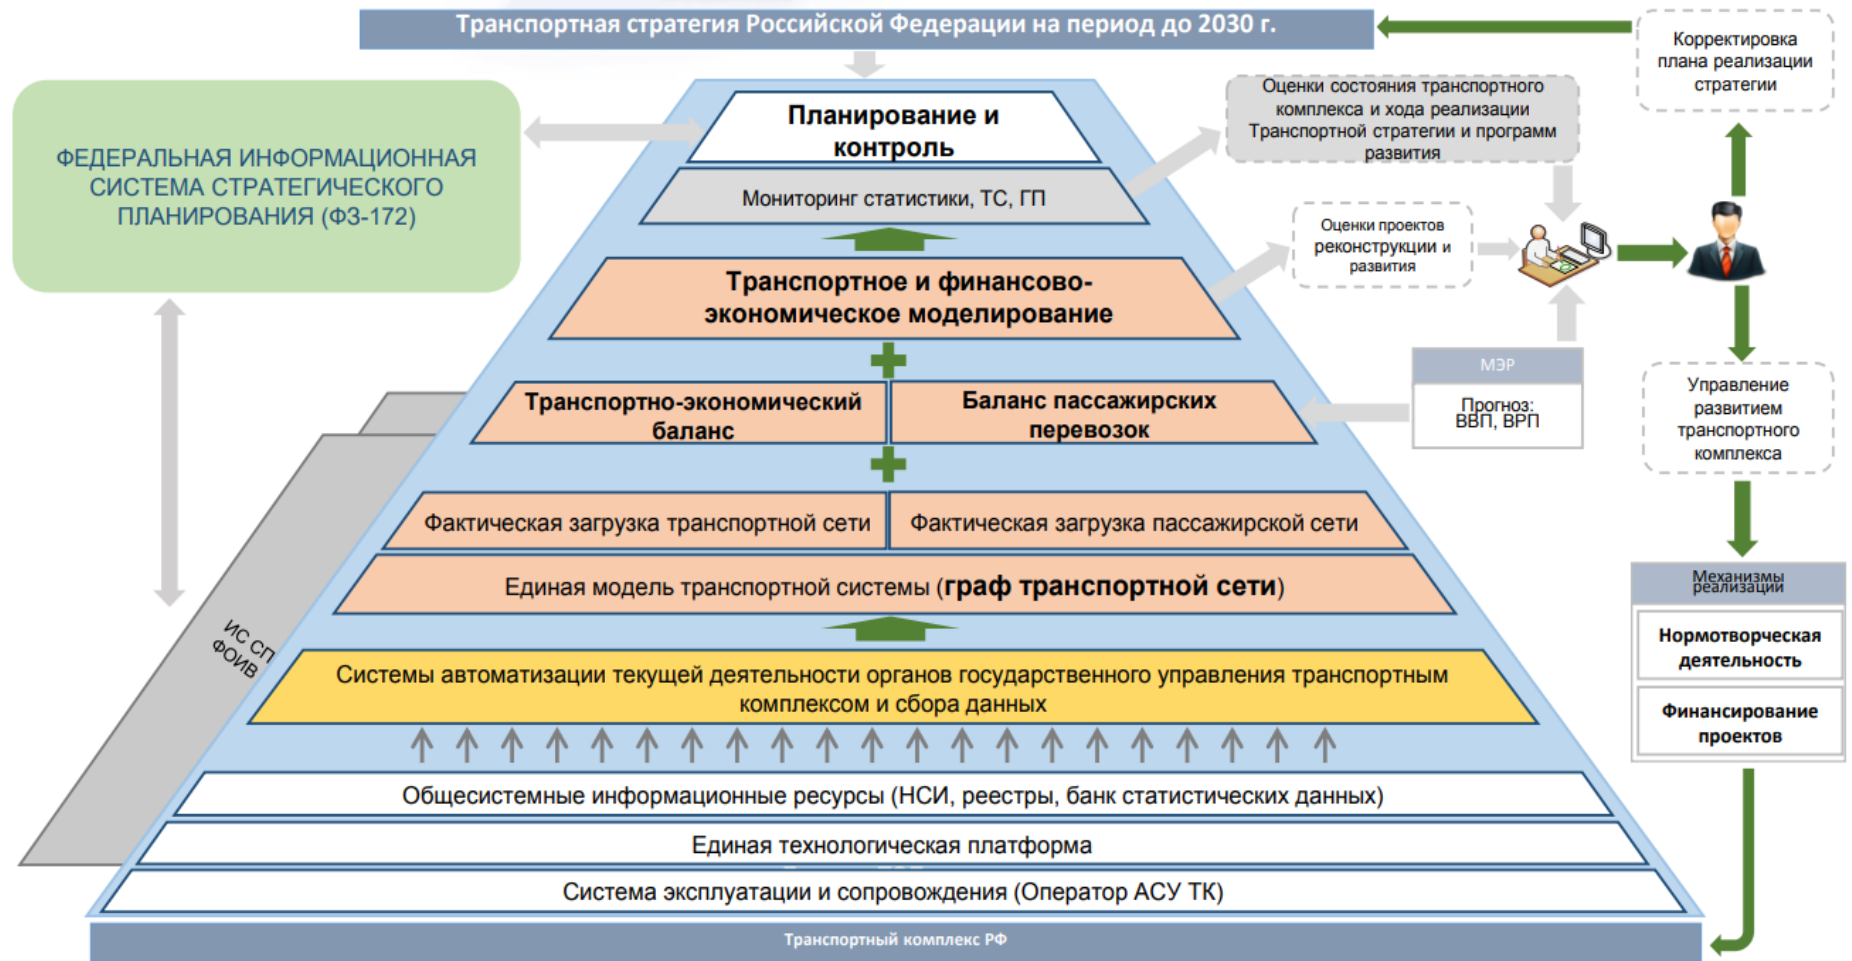 Транспортная стратегия Российской Федерации на период до 2030 г.
Корректировка
плана реализации
стратегии
ФЕДЕРАЛЬНАЯ ИНФОРМАЦИОННАЯ
СИСТЕМА СТРАТЕГИЧЕСКОГО
ПЛАНИРОВАНИЯ (ФЗ-172)
Планирование и
контроль
Оценки состояния транспортного
комплекса и хода реализации
Транспортной стратегии и программ
развития
Мониторинг статистики, ТС, ГП
Оценки проектов
реконструкции и
развития
Транспортное и финансово-
экономическое моделирование
МЭР
Прогноз:
ВВП, ВРП
Управление
развитием
транспортного
комплекса
Транспортно-экономический
баланс
Баланс пассажирских
перевозок
Фактическая загрузка транспортной сети
Фактическая загрузка пассажирской сети
Единая модель транспортной системы (граф транспортной сети)
Механизмы
реализации
Нормотворческая
деятельность
Финансирование
проектов
ИС СП
ФОИВ
Системы автоматизации текущей деятельности органов государственного управления транспортным
комплексом и сбора данных
Общесистемные информационные ресурсы (НСИ, реестры, банк статистических данных)
Единая технологическая платформа
Система эксплуатации и сопровождения (Оператор АСУ ТК)
Транспортный комплекс РФ